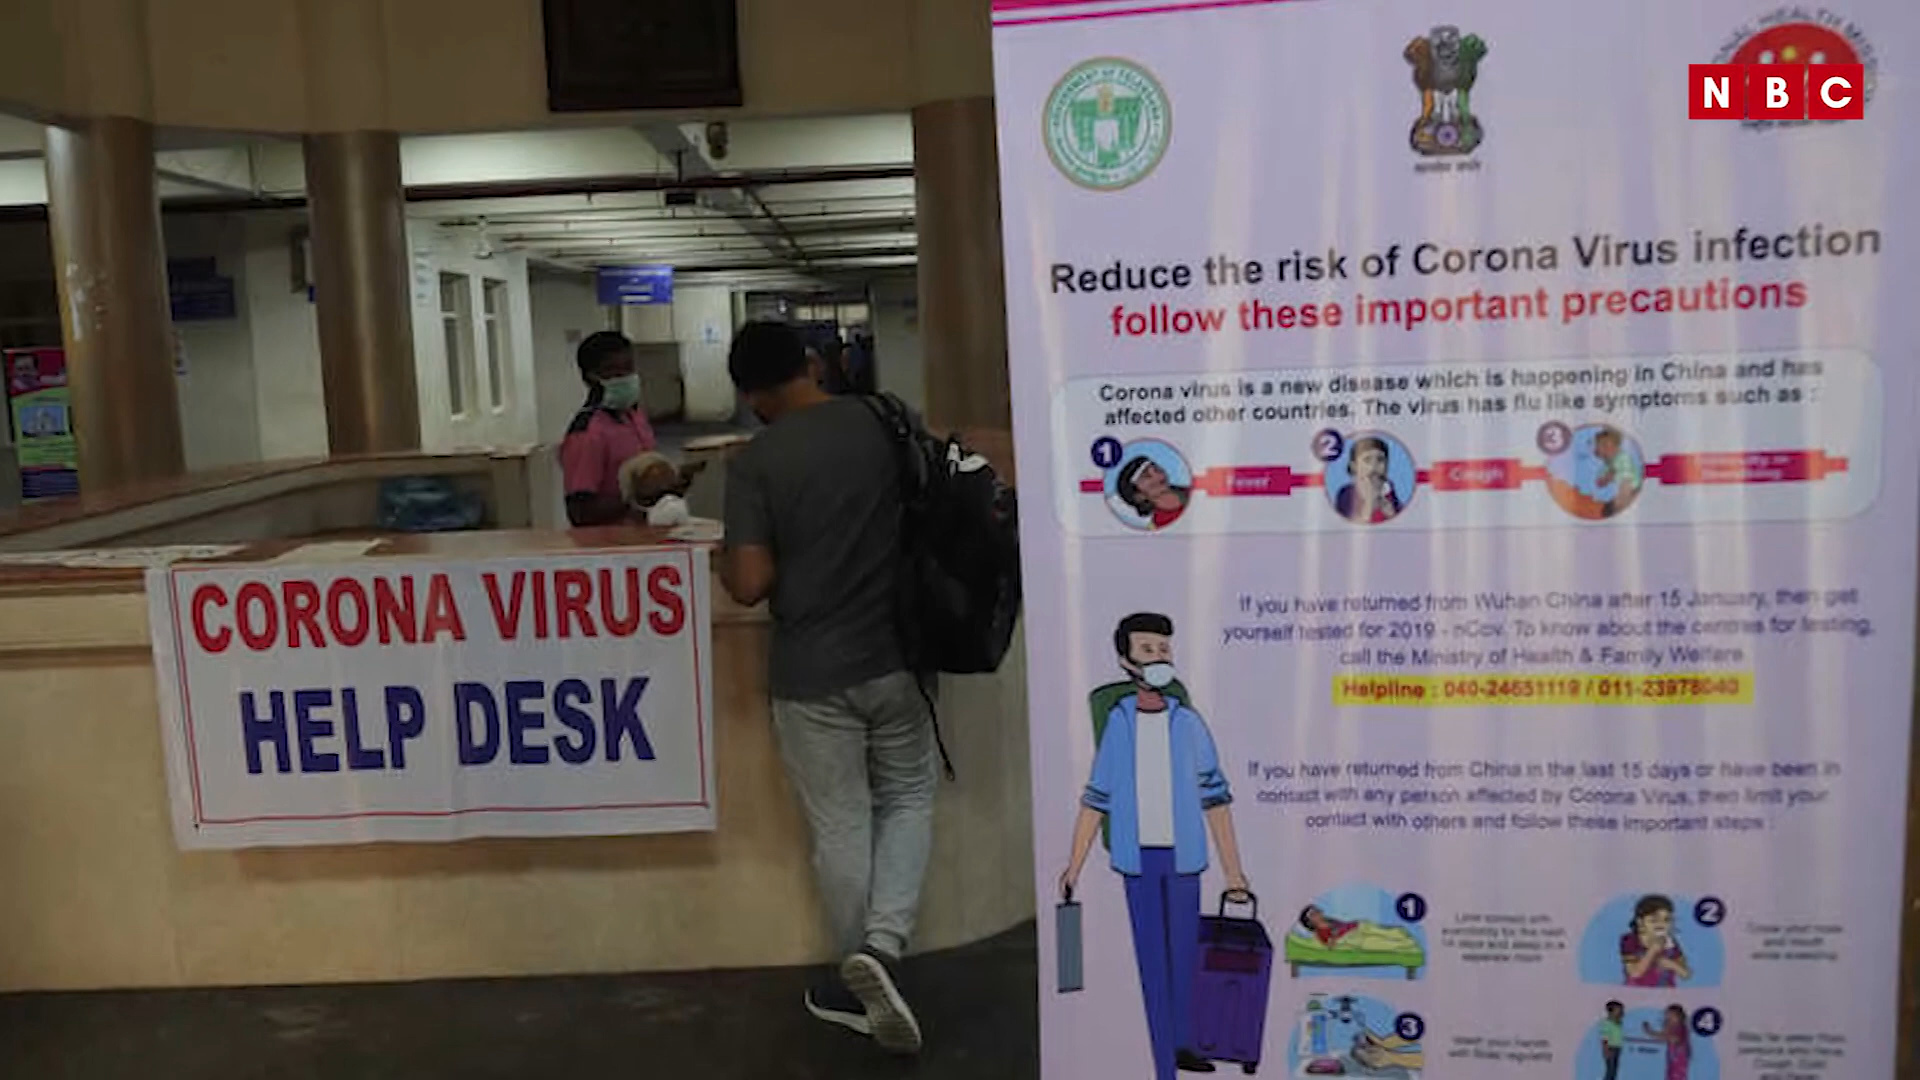 NBC
CORONA VIRUS
HELP DESK
Reduce the risk of Corona Virus infection
follow these important precautions
Corona virus is a new disease which is happening in China and has
affected other countries. The virus has flu like symptoms such as :
1
2
3
Fever
Cough
If you have returned from Wuhan China after 15 January, then get
yourself tested for 2019 - nCov. To know about the centres for testing,
call the Ministry of Health & Family Welfare
Helpline : 040-24651119 / 011-23978040
If you have returned from China in the last 15 days or have been in
contact with any person affected by Corona Virus, then limit your
contact with others and follow these important steps :
1
2
3
Wash your hands
4